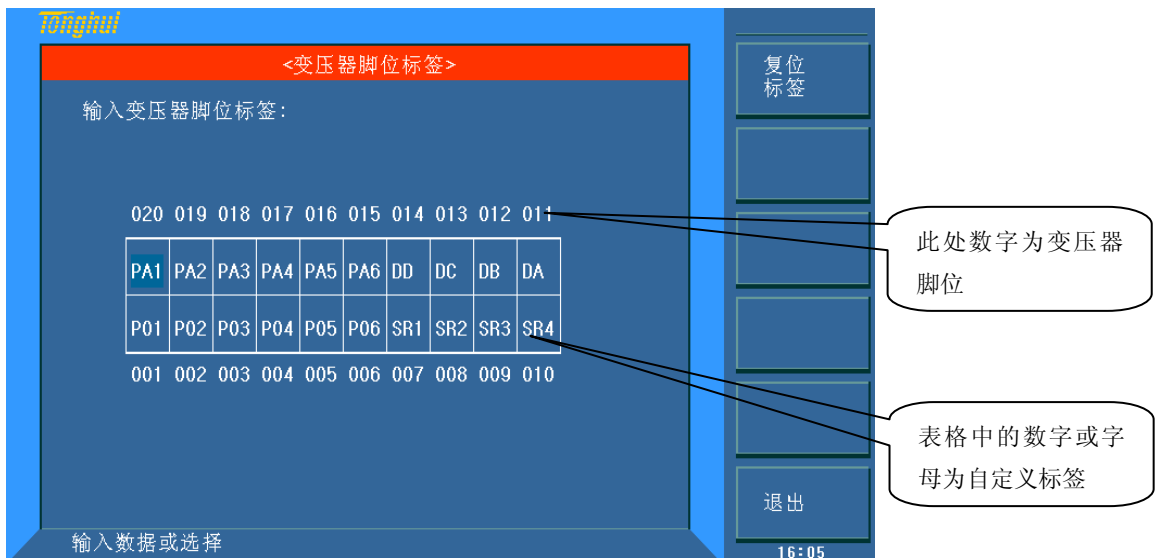 Tonghui
<变压器脚位标签>
输入变压器脚位标签:
020 019 018 017 016 015 014 013 012 011
PA1 PA2 PA3 PA4 PA5 PA6 DD DC DB DA
P01 P02 P03 P04 P05 P06 SR1 SR2 SR3 SR4
001 002 003 004 005 006 007 008 009 010
输入数据或选择
复位
标签
退出
16:05
此处数字为变压器
脚位
表格中的数字或字
母为自定义标签